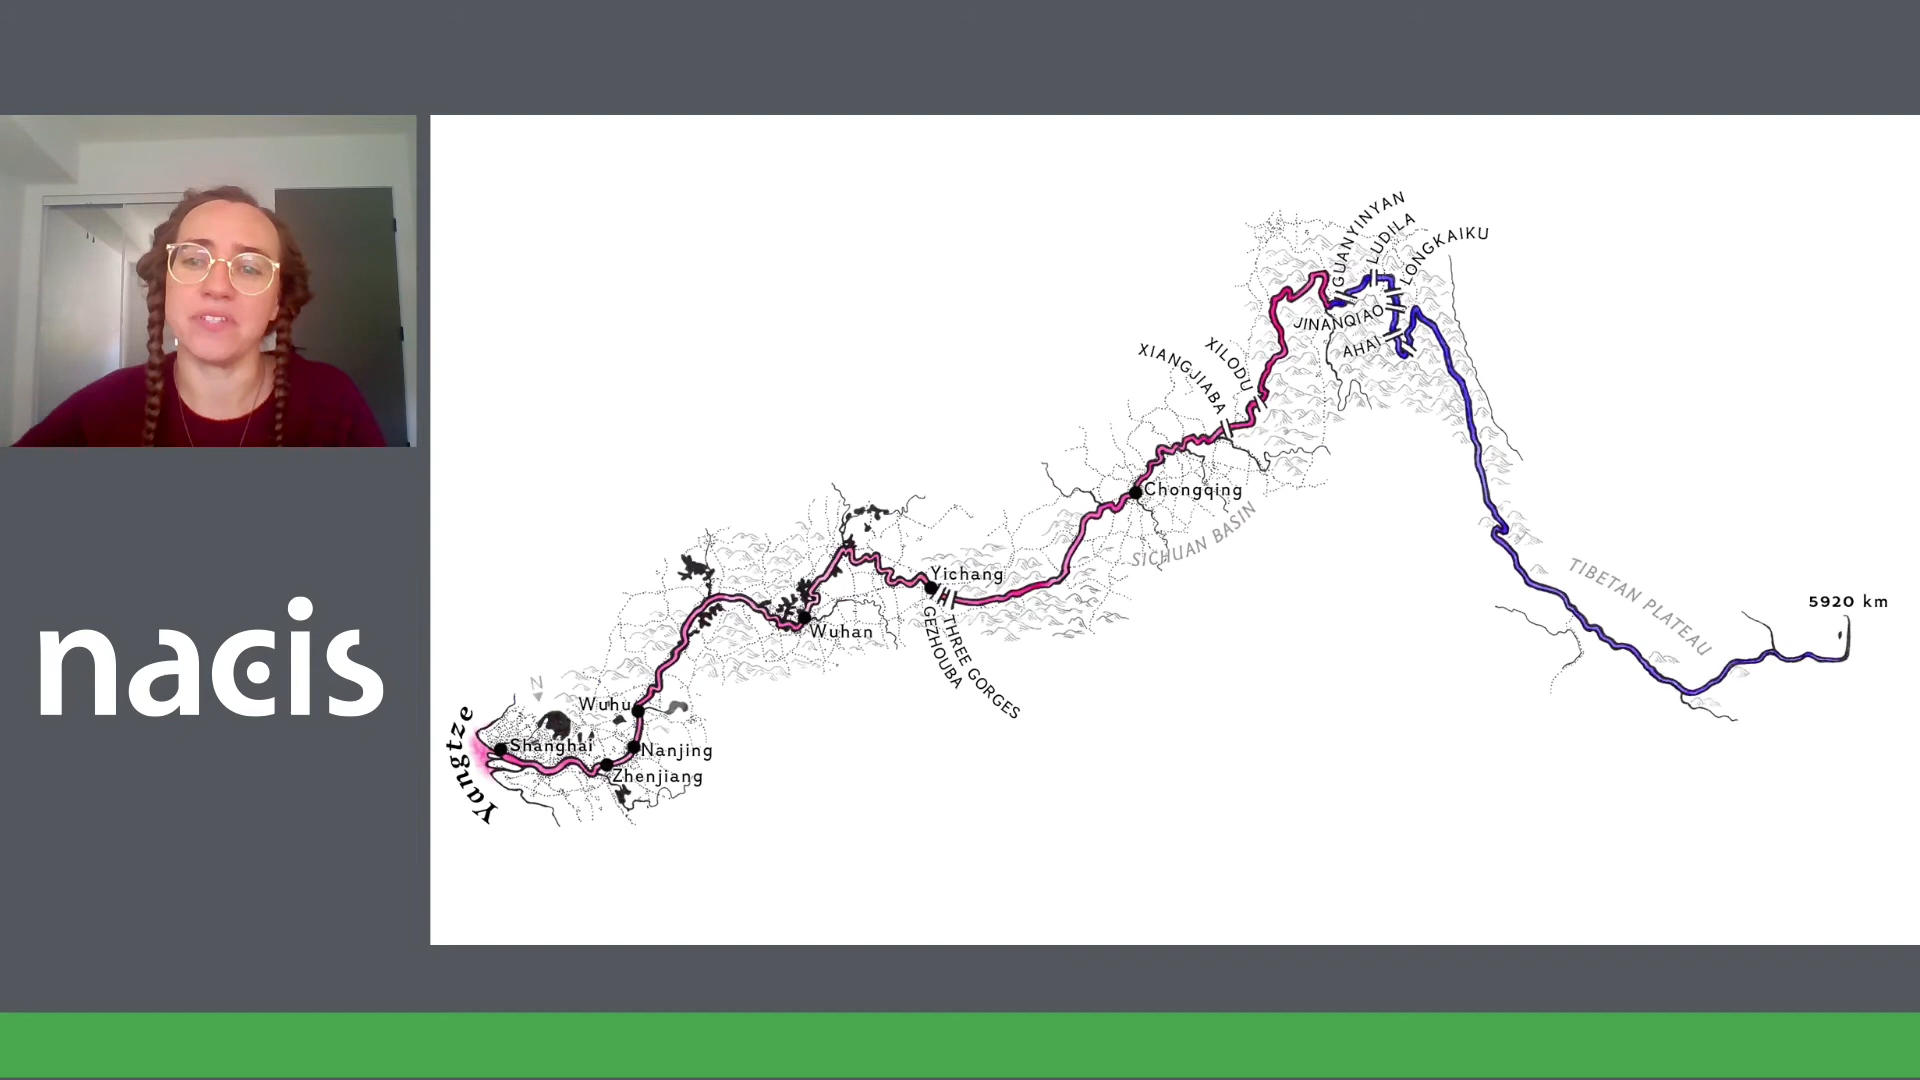 GUANYINYAN
LUDILA
LONGKAIKU
JINANQIAO
AHAI
XILODU
XIANGJIABA
Chongqing
SICHUAN BASIN
TIBETAN PLATEAU
5920 km
Yichang
THREE GORGES
GEZHOUBA
Wuhan
N
Wuhu
Shanghai
Nanjing
Zhenjiang
Yangtze
nacis